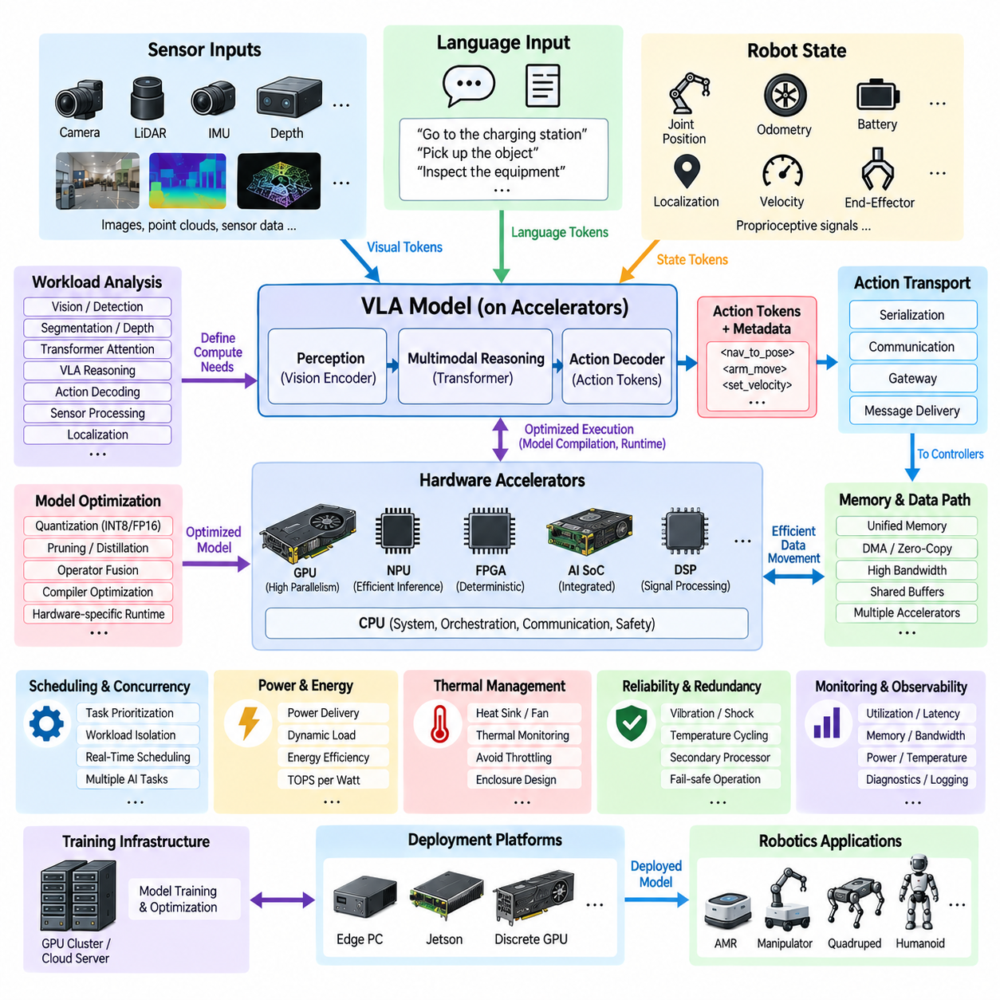 Sensor Inputs
Camera
LiDAR
IMU
Depth
...
...
Images, point clouds, sensor data ...
Language Input
“Go to the charging station”
“Pick up the object”
“Inspect the equipment”
...
Robot State
Joint
Position
Odometry
Battery
...
Localization
Velocity
End-Effector
...
Proprioceptive signals ...
Visual Tokens
Language Tokens
State Tokens
Workload Analysis
Vision / Detection
Segmentation / Depth
Transformer Attention
VLA Reasoning
Action Decoding
Sensor Processing
Localization
...
Define
Compute
Needs
VLA Model (on Accelerators)
Perception
(Vision Encoder)
Multimodal Reasoning
(Transformer)
Action Decoder
(Action Tokens)
Action Tokens
+ Metadata
<nav_to_pose>
<arm_move>
<set_velocity>
...
Action Transport
Serialization
Communication
Gateway
Message Delivery
Optimized Execution
(Model Compilation, Runtime)
To Controllers
Model Optimization
Quantization (INT8/FP16)
Pruning / Distillation
Operator Fusion
Compiler Optimization
Hardware-specific Runtime
...
Optimized
Model
Hardware Accelerators
GPU
(High Parallelism)
NPU
(Efficient Inference)
FPGA
(Deterministic)
AI SoC
(Integrated)
DSP
(Signal Processing)
...
CPU (System, Orchestration, Communication, Safety)
Efficient
Data
Movement
Memory & Data Path
Unified Memory
DMA / Zero-Copy
High Bandwidth
Shared Buffers
Multiple Accelerators
...
Scheduling & Concurrency
Task Prioritization
Workload Isolation
Real-Time Scheduling
Multiple AI Tasks
...
Power & Energy
Power Delivery
Dynamic Load
Energy Efficiency
TOPS per Watt
...
Thermal Management
Heat Sink / Fan
Thermal Monitoring
Avoid Throttling
Enclosure Design
...
Reliability & Redundancy
Vilbration / Shock
Temperature Cycling
Secondary Processor
Fail-safe Operation
...
Monitoring & Observability
Utilization / Latency
Memory / Bandwidth
Power / Temperature
Diagnostics / Logging
...
Training Infrastructure
Model Training
& Optimization
GPU Cluster /
Cloud Server
Deployment Platforms
Edge PC
Jetson
Discrete GPU
...
Deployed
Model
Robotics Applications
AMR
Manipulator
Quadruped
Humanoid
...